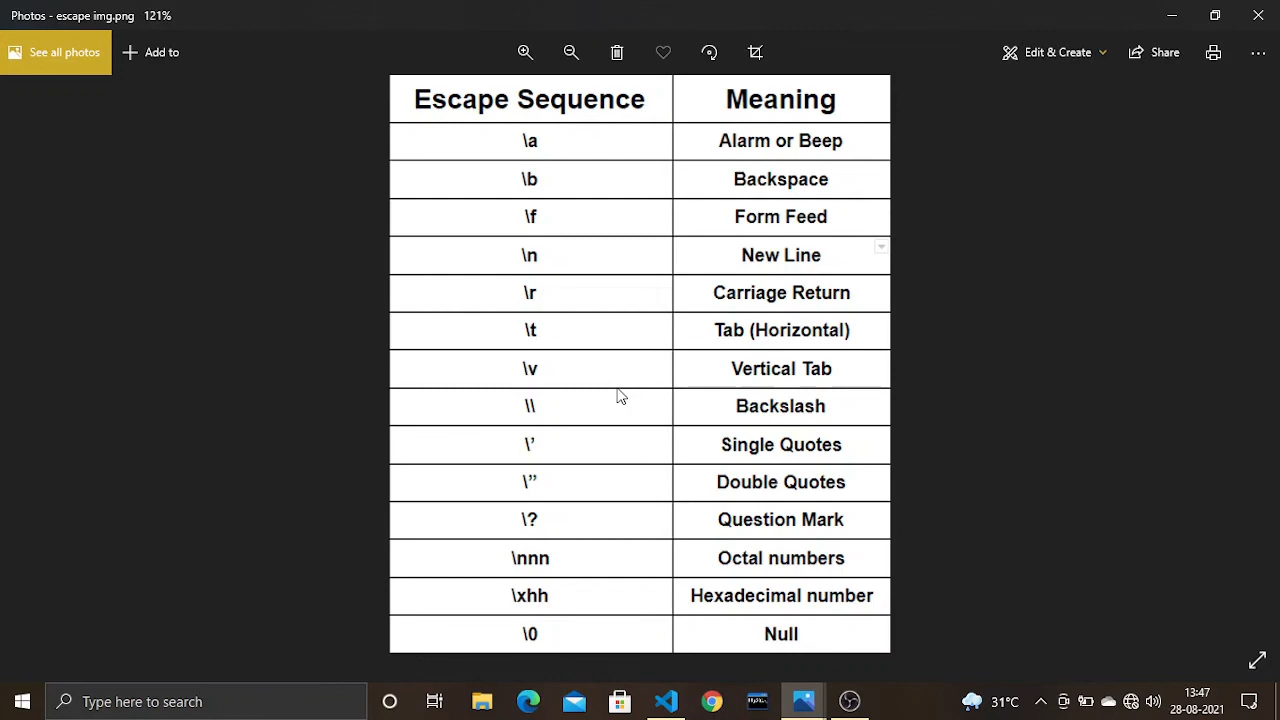 Photos - escape img.png 121%
See all photos
Add to
Edit & Create
Share
Escape Sequence Meaning
\a Alarm or Beep
\b Backspace
\f Form Feed
\n New Line
\r Carriage Return
\t Tab (Horizontal)
\v Vertical Tab
\\ Backslash
\’ Single Quotes
\” Double Quotes
\? Question Mark
\nnn Octal numbers
\xhh Hexadecimal number
\0 Null
Type here to search
31°C
28-08-2021